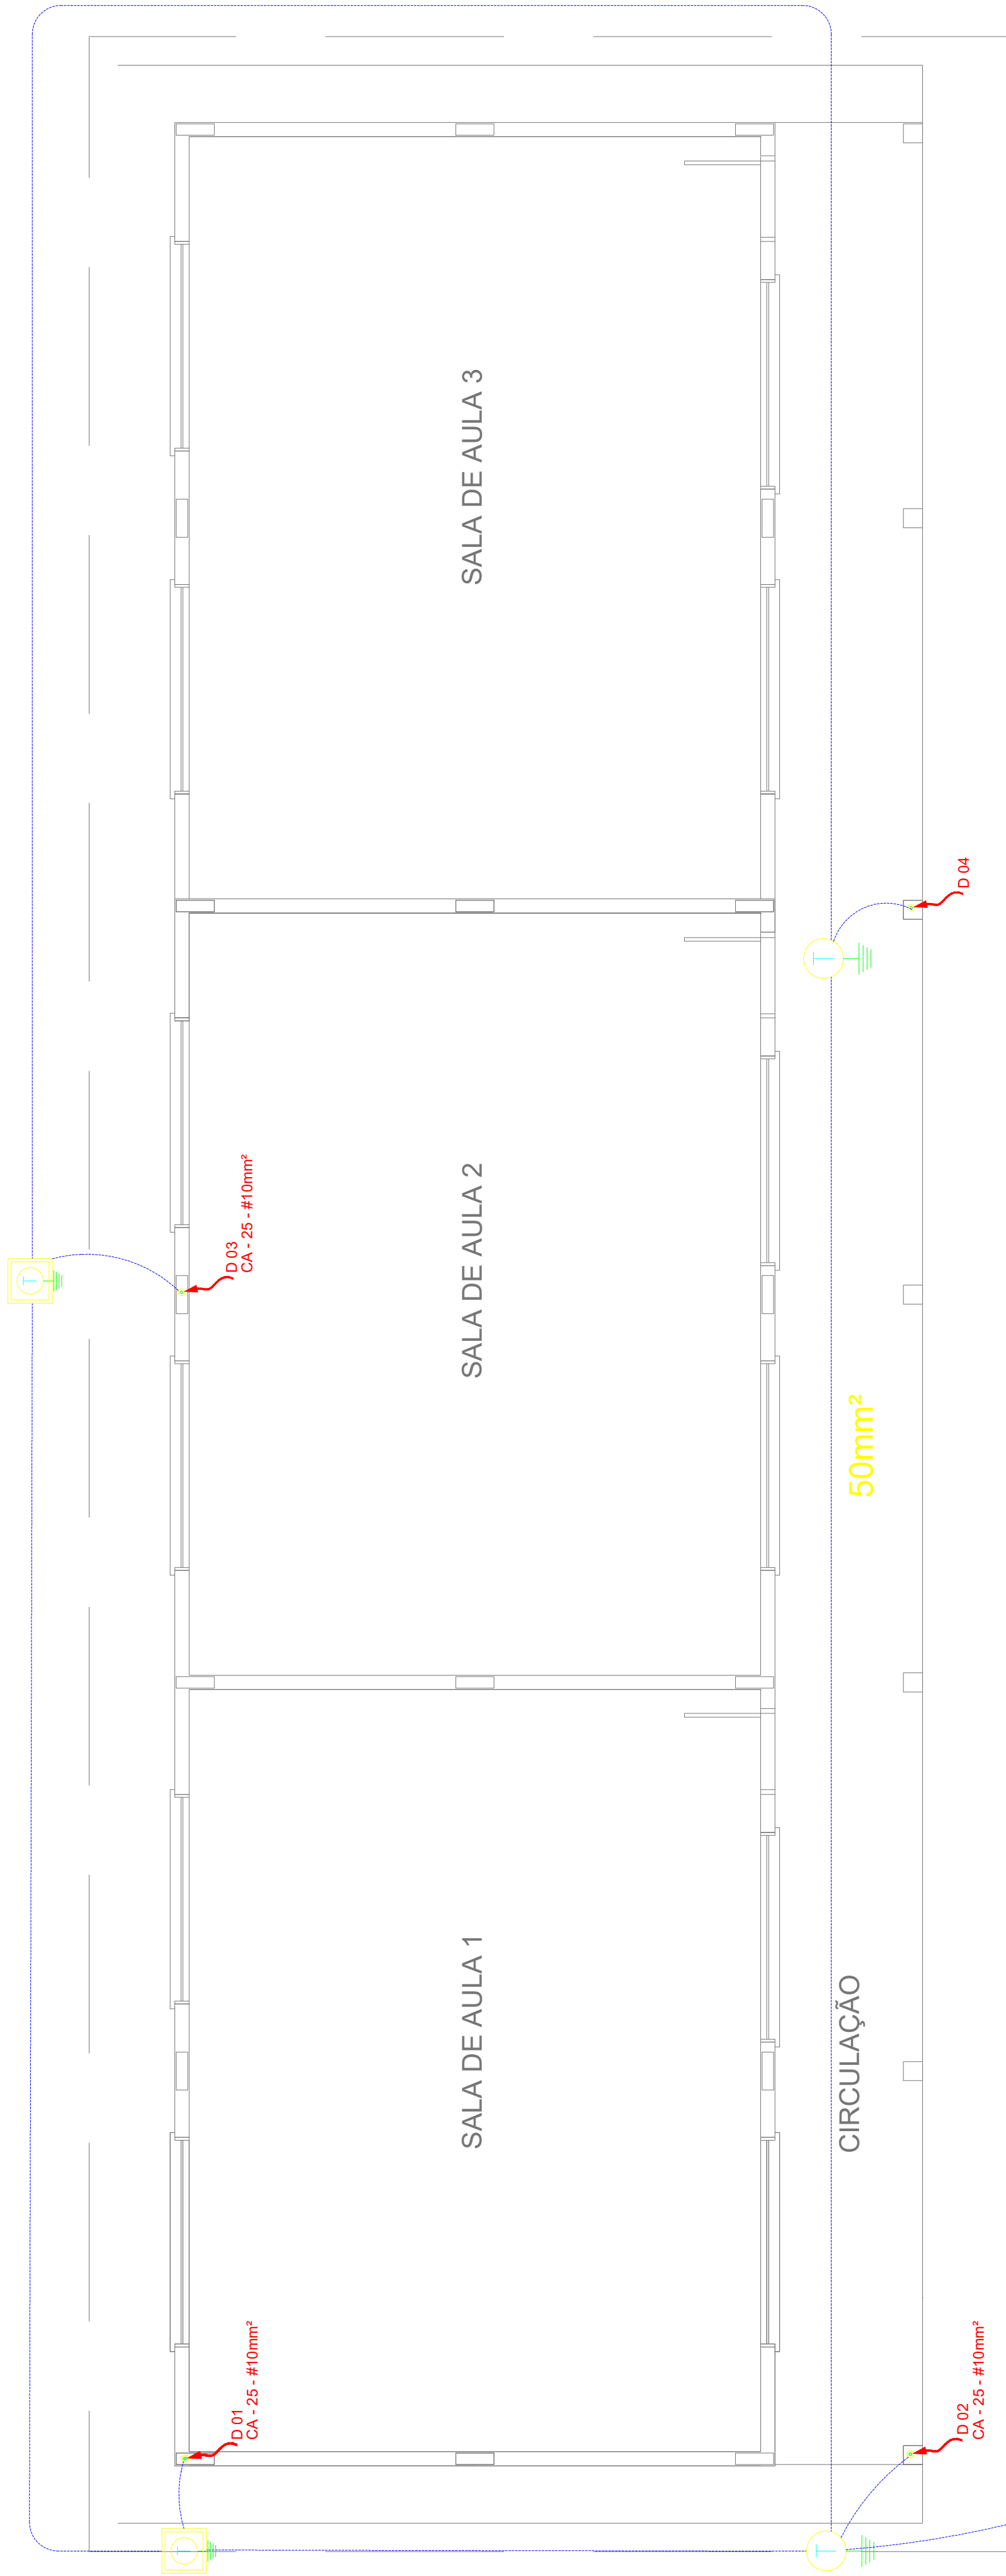 SALA DE AULA 3
D 04
D 03
CA - 25 - #10mm²
SALA DE AULA 2
50mm²
SALA DE AULA 1
CIRCULAÇÃO
D 01
CA - 25 - #10mm²
D 02
CA - 25 - #10mm²
T
T
T
T